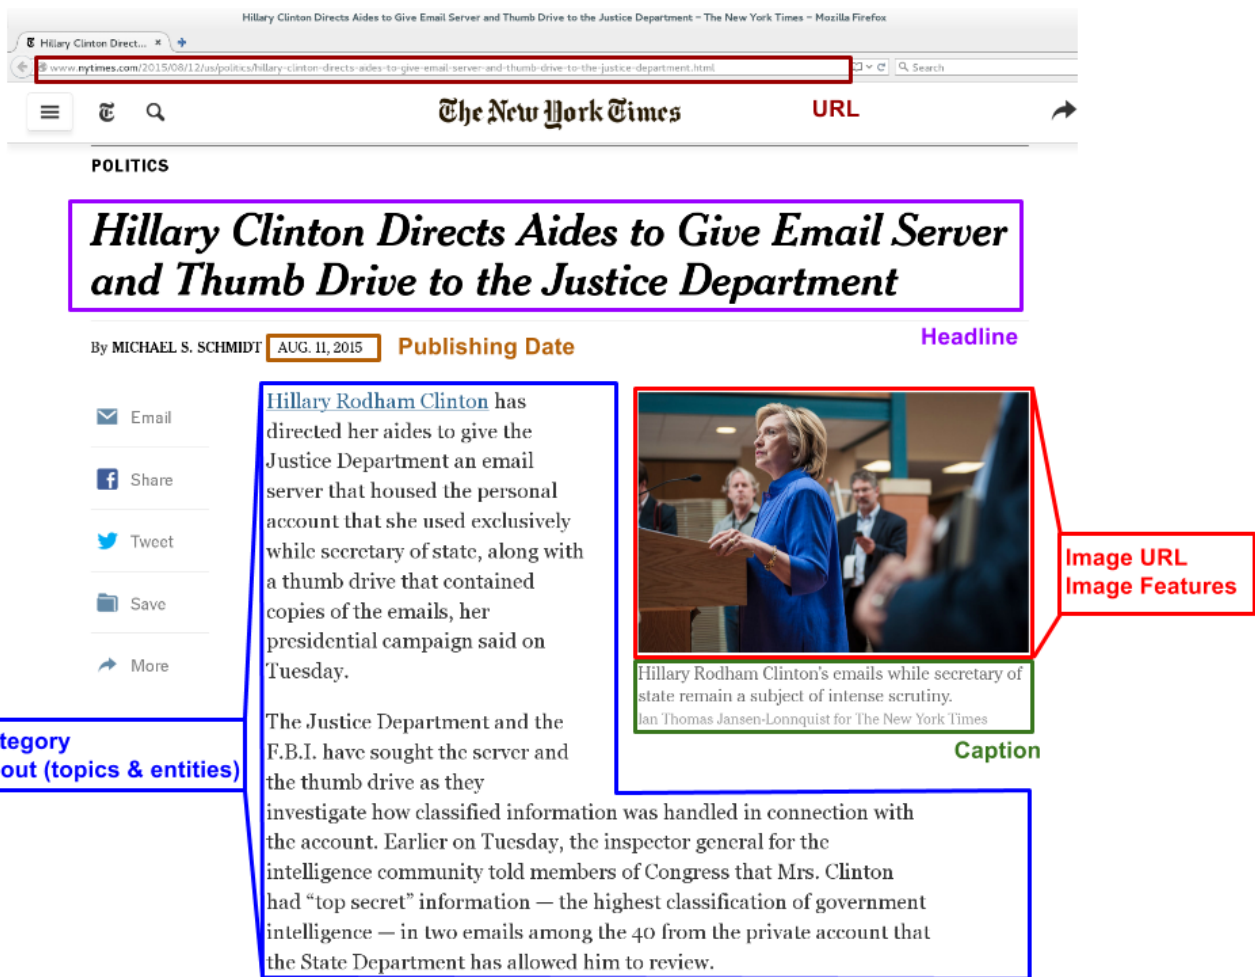 Hillary Clinton Directs Aides to Give Email Server and Thumb Drive to the Justice Department - The New York Times - Mozilla Firefox
Hillary Clinton Direct...
www.nytimes.com/2015/08/12/us/politics/hillary-clinton-directs-aides-to-give-email-server-and-thumb-drive-to-the-justice-department.html
Search
The New York Times
URL
POLITICS
Hillary Clinton Directs Aides to Give Email Server
and Thumb Drive to the Justice Department
Headline
By MICHAEL S. SCHMIDT AUG. 11, 2015
Publishing Date
Email
Share
Tweet
Save
More
Hillary Rodham Clinton has
directed her aides to give the
Justice Department an email
server that housed the personal
account that she used exclusively
while secretary of state, along with
a thumb drive that contained
copies of the emails, her
presidential campaign said on
Tuesday.
Image URL
Image Features
Hillary Rodham Clinton's emails while secretary of
state remain a subject of intense scrutiny.
Ian Thomas Jansen-Lonnquist for The New York Times
Caption
tegory
out (topics & entities)
The Justice Department and the
F.B.I. have sought the server and
the thumb drive as they
investigate how classified information was handled in connection with
the account. Earlier on Tuesday, the inspector general for the
intelligence community told members of Congress that Mrs. Clinton
had “top secret” information — the highest classification of government
intelligence — in two emails among the 40 from the private account that
the State Department has allowed him to review.